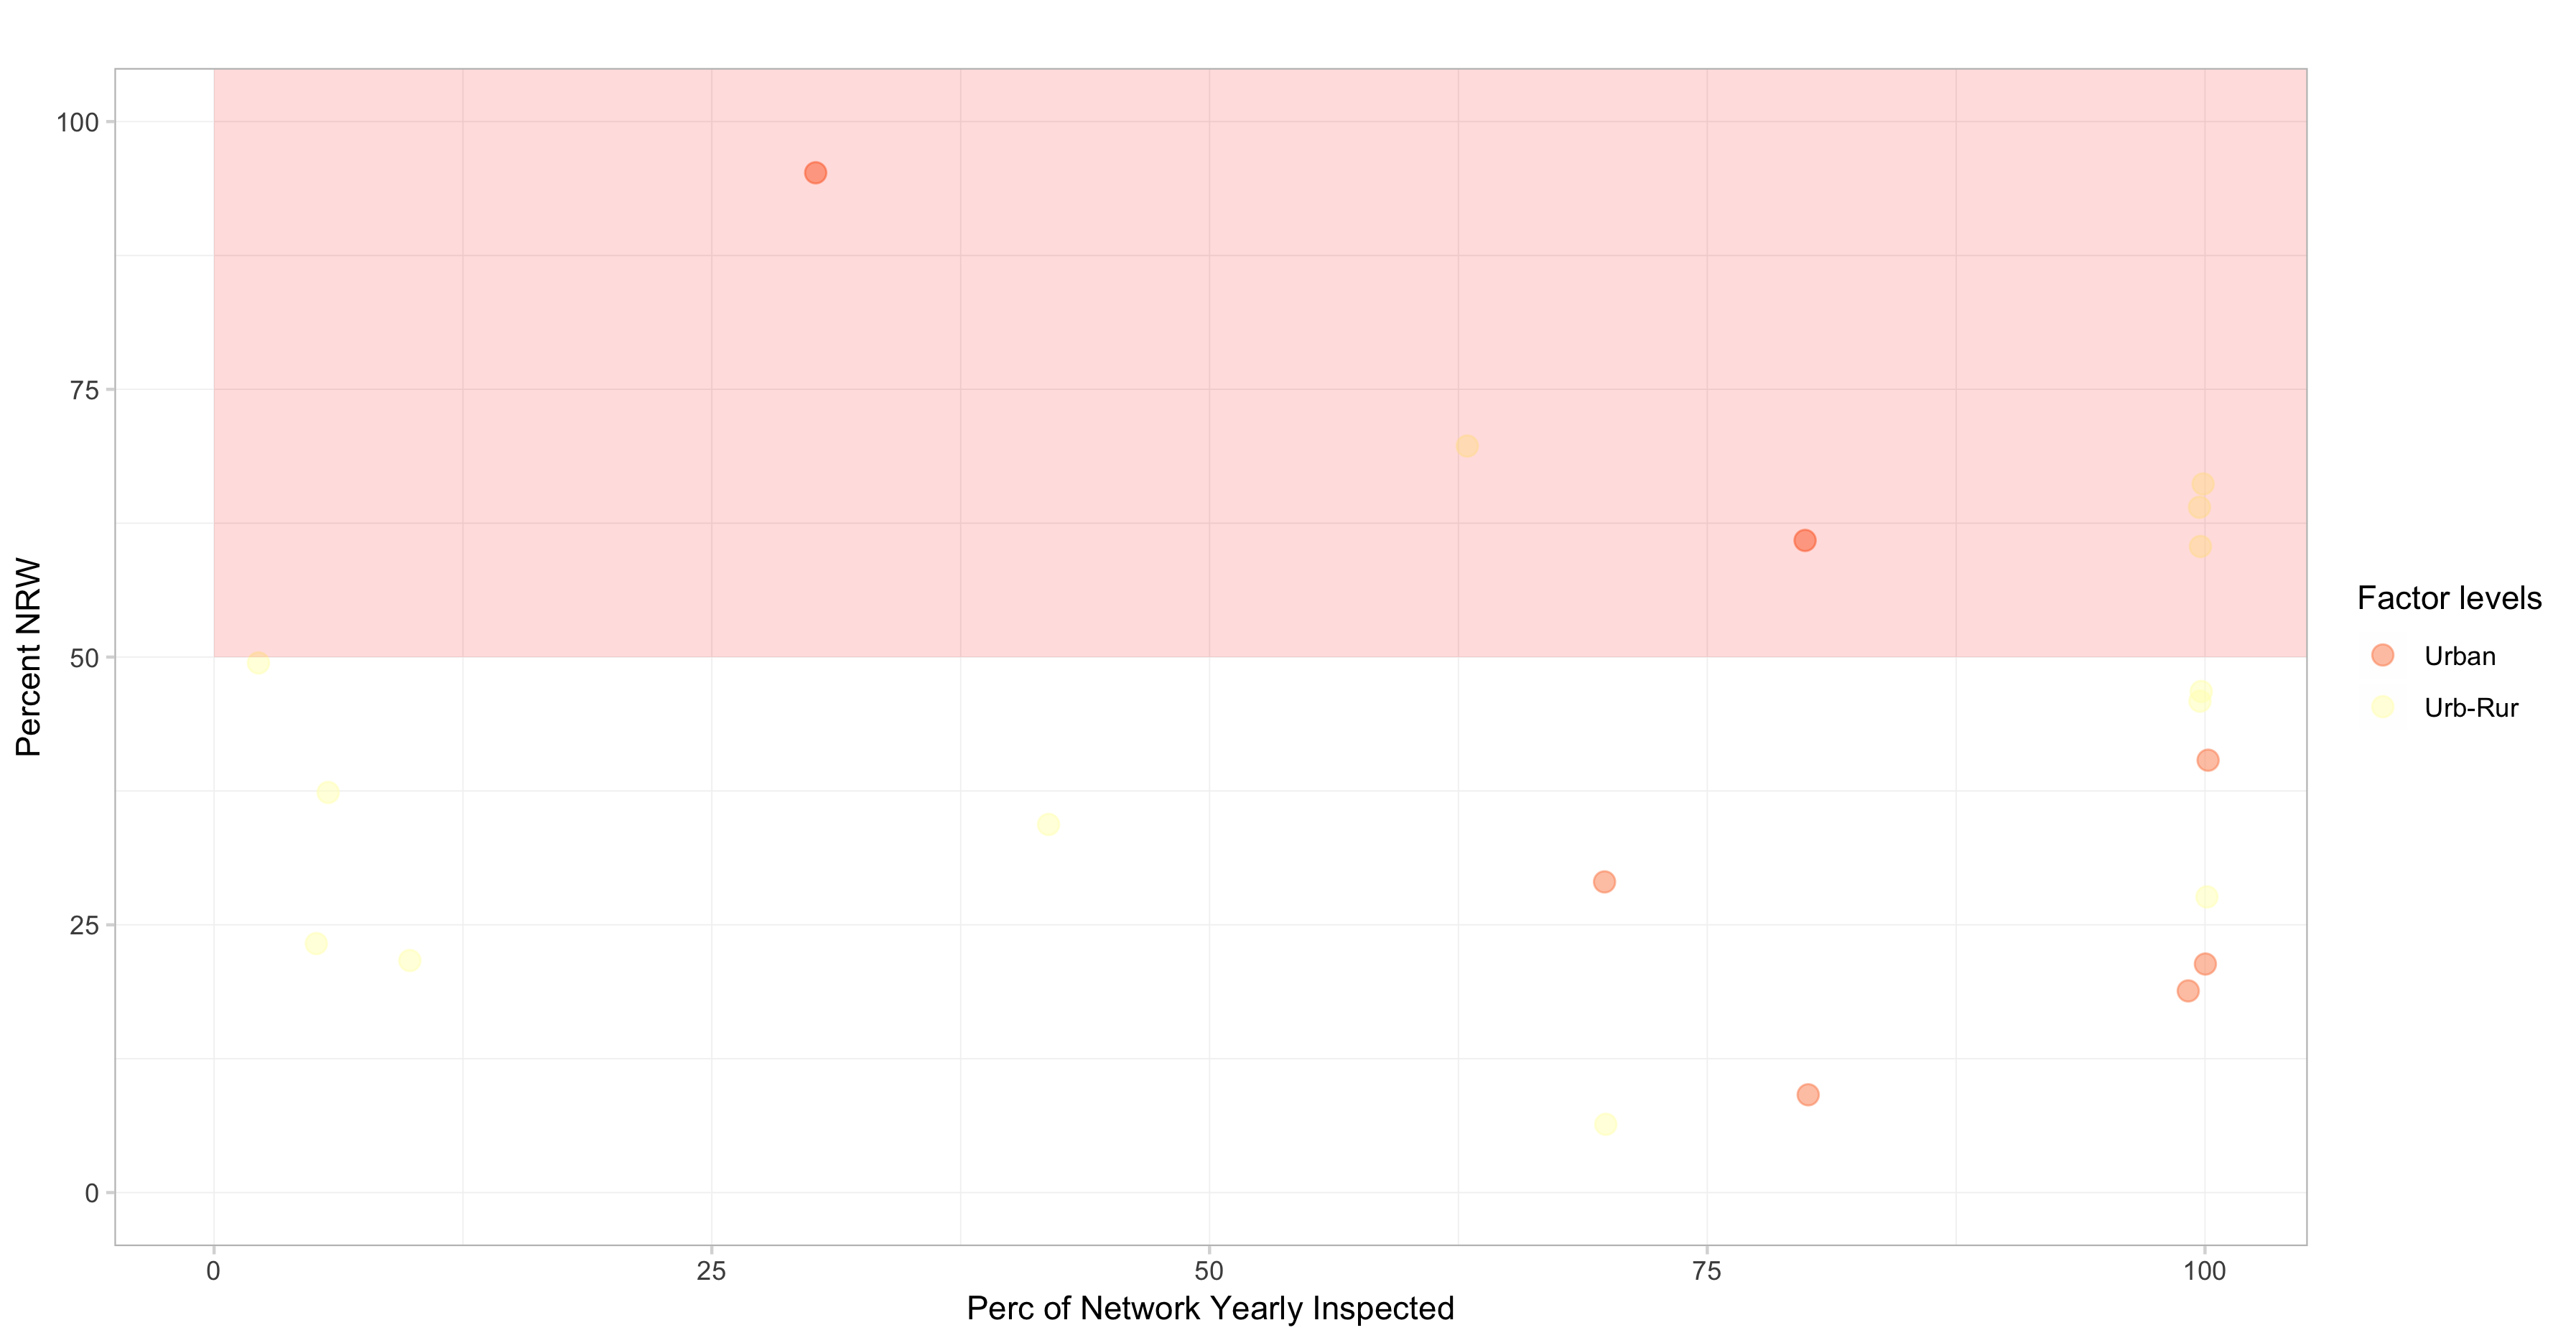 100
75
50
25
0
Percent NRW
0 25 50 75 100
Perc of Network Yearly Inspected
Factor levels
Urban
Urb-Rur